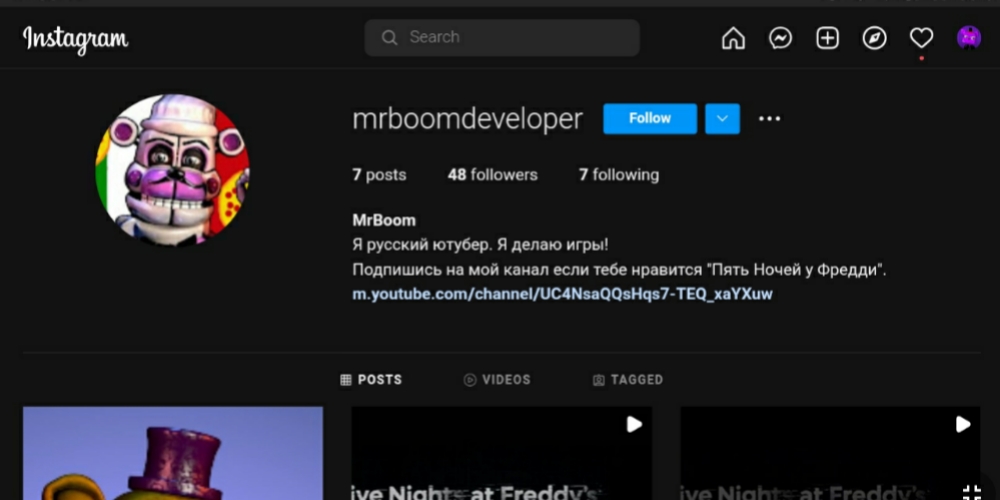 Instagram
Search
mrboomdeveloper
Follow
7 posts 48 followers 7 following
MrBoom
Я русский ютубер. Я делаю игры!
Подпишись на мой канал если тебе нравится "Пять Ночей у Фредди".
m.youtube.com/channel/UC4NsaQQsHqs7-TEQ_xaYXuw
POSTS VIDEOS TAGGED
ive Nights at Freddy's: ive Nights at Freddy's: